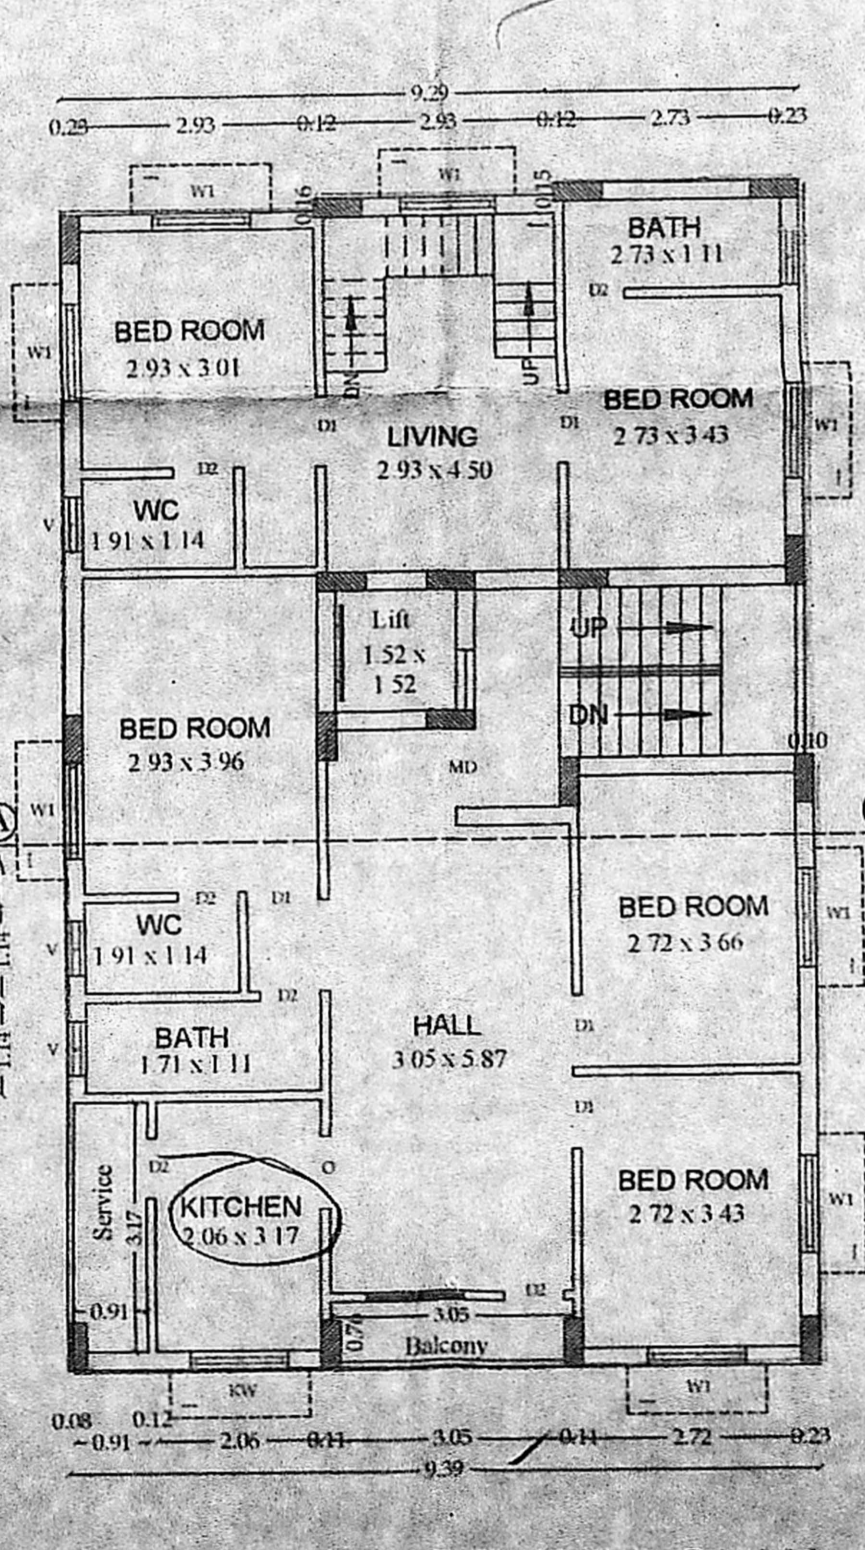 9.29
0.23 2.93 0.12 2.93 0.12 2.73 0.23
W1
W1
0.16
0.15
BATH
2.73 x 1.11
D2
BED ROOM
2.93 x 3.01
W1
DN
UP
BED ROOM
2.73 x 3.43
W1
D1
LIVING
2.93 x 4.50
D1
D2
WC
1.91 x 1.14
V
Lift
1.52 x
1.52
UP
DN
BED ROOM
2.93 x 3.96
MD
0.10
W1
D2
D1
WC
1.91 x 1.14
V
BED ROOM
2.72 x 3.66
W1
1.14
D2
BATH
1.71 x 1.11
V
1.14
HALL
3.05 x 5.87
D1
D1
D2
O
Service
3.17
KITCHEN
2.06 x 3.17
BED ROOM
2.72 x 3.43
W1
0.91
D2
3.05
Balcony
KW
W1
0.08 0.12
0.91 2.06 0.11 3.05 0.11 2.72 0.23
9.39